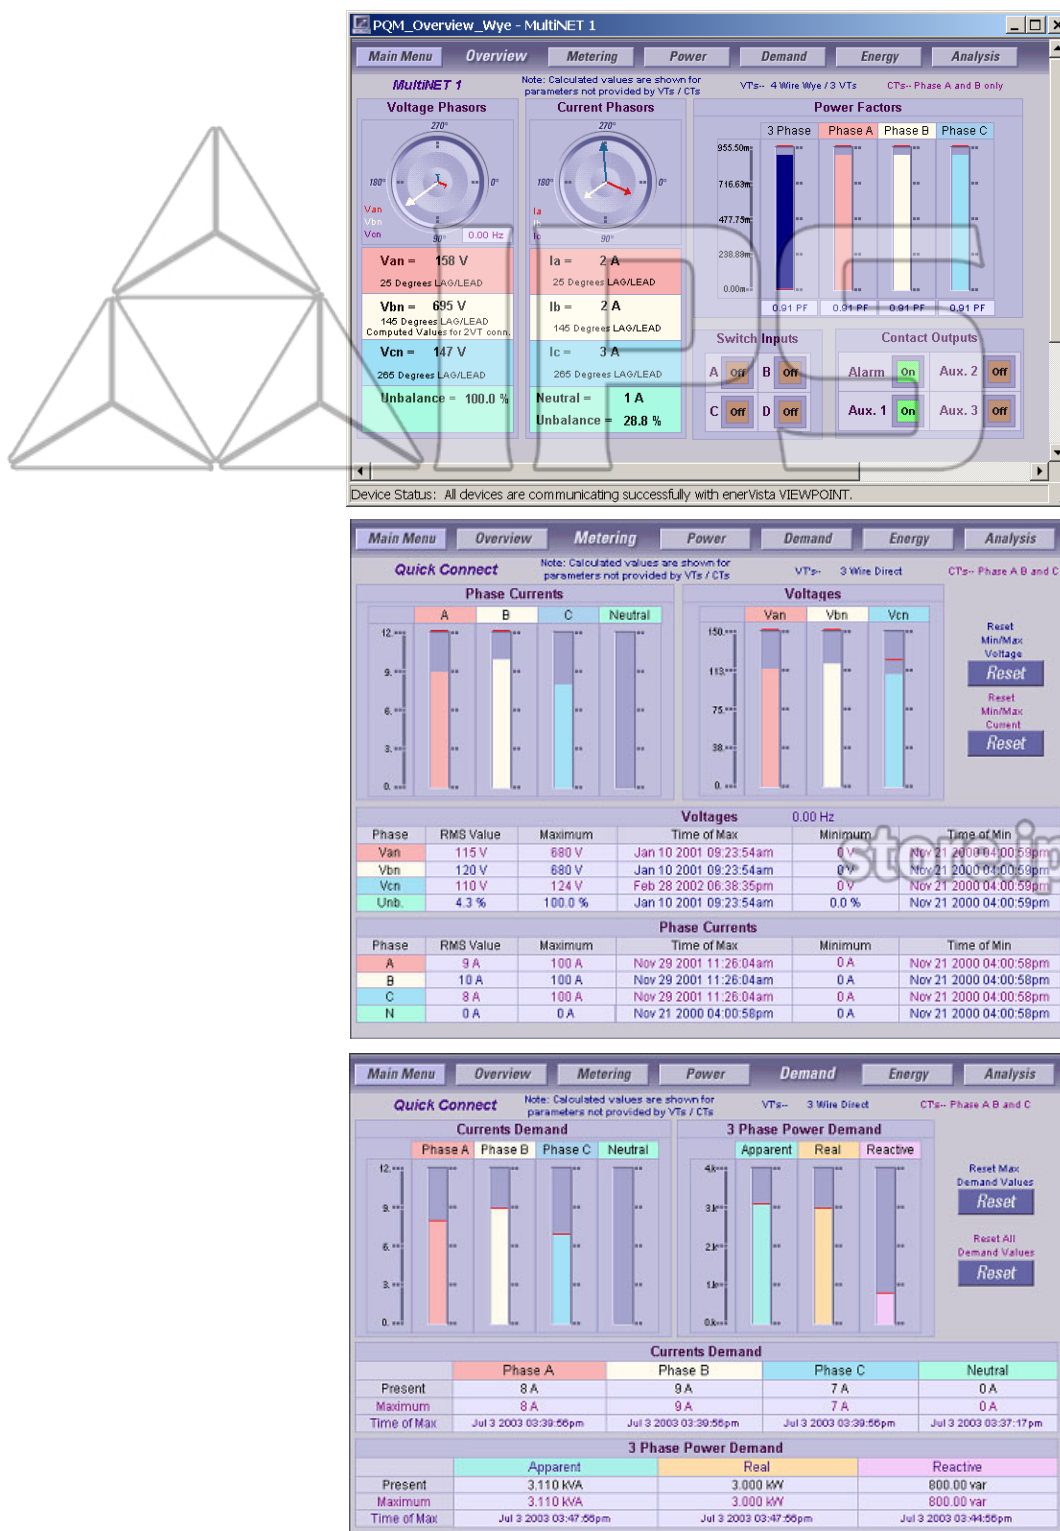 PQM_Overview_Wye - MultiNET 1
Main Menu Overview Metering Power Demand Energy Analysis
MultiNET 1
Note: Calculated values are shown for
parameters not provided by VTs / CTs
VT's-- 4 Wire Wye / 3 VTs CT's-- Phase A and B only
Voltage Phasors Current Phasors Power Factors
270° 270°
3 Phase Phase A Phase B Phase C
955.50m
180° 0°
716.63m
Van Ia
Vbn Ib
Vcn 90° 0.00 Hz Ic 90°
477.75m
238.88m
0.00m
0.91 PF 0.91 PF 0.91 PF 0.91 PF
Van = 158 V Ia = 2 A
25 Degrees LAG/LEAD 25 Degrees LAG/LEAD
Vbn = 695 V Ib = 2 A
145 Degrees LAG/LEAD 145 Degrees LAG/LEAD
Computed Values for 2VT conn.
Vcn = 147 V Ic = 3 A
265 Degrees LAG/LEAD 265 Degrees LAG/LEAD
Unbalance = 100.0 % Neutral = 1 A
Unbalance = 28.8 %
Switch Inputs Contact Outputs
A Off B Off Alarm On Aux. 2 Off
C Off D Off Aux. 1 On Aux. 3 Off
Device Status: All devices are communicating successfully with enerVista VIEWPOINT.
IPS
Main Menu Overview Metering Power Demand Energy Analysis
Quick Connect
Note: Calculated values are shown for
parameters not provided by VTs / CTs
VT's-- 3 Wire Direct CT's-- Phase A B and C
Phase Currents Voltages
A B C Neutral Van Vbn Vcn
12. 150.
9. 113.
6. 75.
3. 38.
0. 0.
Reset
Min/Max
Voltage
Reset
Reset
Min/Max
Current
Reset
Voltages 0.00 Hz
Phase RMS Value Maximum Time of Max Minimum Time of Min
Van 115 V 680 V Jan 10 2001 09:23:54am 0 V Nov 21 2000 04:00:59pm
Vbn 120 V 680 V Jan 10 2001 09:23:54am 0 V Nov 21 2000 04:00:59pm
Vcn 110 V 124 V Feb 28 2002 06:38:35pm 0 V Nov 21 2000 04:00:59pm
Unb. 4.3 % 100.0 % Jan 10 2001 09:23:54am 0.0 % Nov 21 2000 04:00:59pm
store.ip
Phase Currents
Phase RMS Value Maximum Time of Max Minimum Time of Min
A 9 A 100 A Nov 29 2001 11:26:04am 0 A Nov 21 2000 04:00:58pm
B 10 A 100 A Nov 29 2001 11:26:04am 0 A Nov 21 2000 04:00:58pm
C 8 A 100 A Nov 29 2001 11:26:04am 0 A Nov 21 2000 04:00:58pm
N 0 A 0 A Nov 21 2000 04:00:58pm 0 A Nov 21 2000 04:00:58pm
Main Menu Overview Metering Power Demand Energy Analysis
Quick Connect
Note: Calculated values are shown for
parameters not provided by VTs / CTs
VT's-- 3 Wire Direct CT's-- Phase A B and C
Currents Demand 3 Phase Power Demand
Phase A Phase B Phase C Neutral Apparent Real Reactive
12. 4.k
9. 3.k
6. 2.k
3. 1.k
0. 0.k
Reset Max
Demand Values
Reset
Reset All
Demand Values
Reset
Currents Demand
Phase A Phase B Phase C Neutral
Present 8 A 9 A 7 A 0 A
Maximum 8 A 9 A 7 A 0 A
Time of Max Jul 3 2003 03:39:56pm Jul 3 2003 03:39:56pm Jul 3 2003 03:39:56pm Jul 3 2003 03:37:17pm
3 Phase Power Demand
Apparent Real Reactive
Present 3.110 kVA 3.000 kW 800.00 var
Maximum 3.110 kVA 3.000 kW 800.00 var
Time of Max Jul 3 2003 03:47:56pm Jul 3 2003 03:47:56pm Jul 3 2003 03:44:56pm